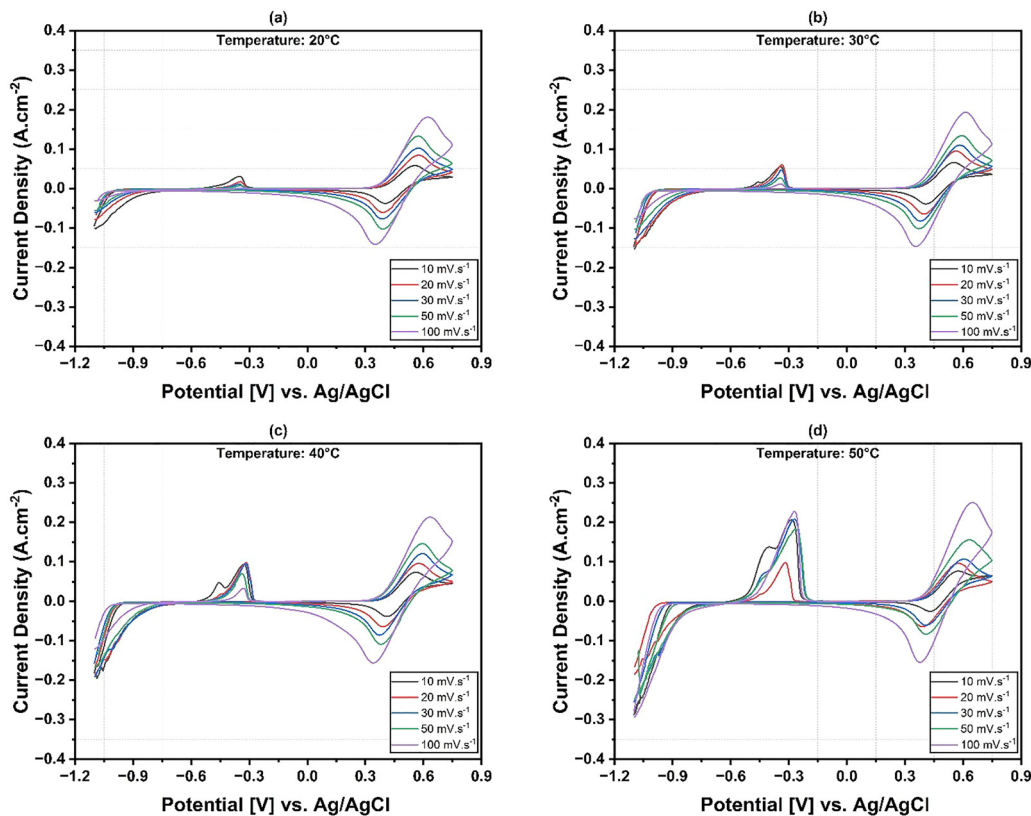 (a)
Temperature: 20°C
Current Density (A.cm⁻²)
0.4
0.3
0.2
0.1
0.0
−0.1
−0.2
−0.3
−0.4
10 mV.s⁻¹
20 mV.s⁻¹
30 mV.s⁻¹
50 mV.s⁻¹
100 mV.s⁻¹
−1.2 −0.9 −0.6 −0.3 0.0 0.3 0.6 0.9
Potential [V] vs. Ag/AgCl
(b)
Temperature: 30°C
Current Density (A.cm⁻²)
0.4
0.3
0.2
0.1
0.0
−0.1
−0.2
−0.3
−0.4
10 mV.s⁻¹
20 mV.s⁻¹
30 mV.s⁻¹
50 mV.s⁻¹
100 mV.s⁻¹
−1.2 −0.9 −0.6 −0.3 0.0 0.3 0.6 0.9
Potential [V] vs. Ag/AgCl
(c)
Temperature: 40°C
Current Density (A.cm⁻²)
0.4
0.3
0.2
0.1
0.0
−0.1
−0.2
−0.3
−0.4
10 mV.s⁻¹
20 mV.s⁻¹
30 mV.s⁻¹
50 mV.s⁻¹
100 mV.s⁻¹
−1.2 −0.9 −0.6 −0.3 0.0 0.3 0.6 0.9
Potential [V] vs. Ag/AgCl
(d)
Temperature: 50°C
Current Density (A.cm⁻²)
0.4
0.3
0.2
0.1
0.0
−0.1
−0.2
−0.3
−0.4
10 mV.s⁻¹
20 mV.s⁻¹
30 mV.s⁻¹
50 mV.s⁻¹
100 mV.s⁻¹
−1.2 −0.9 −0.6 −0.3 0.0 0.3 0.6 0.9
Potential [V] vs. Ag/AgCl